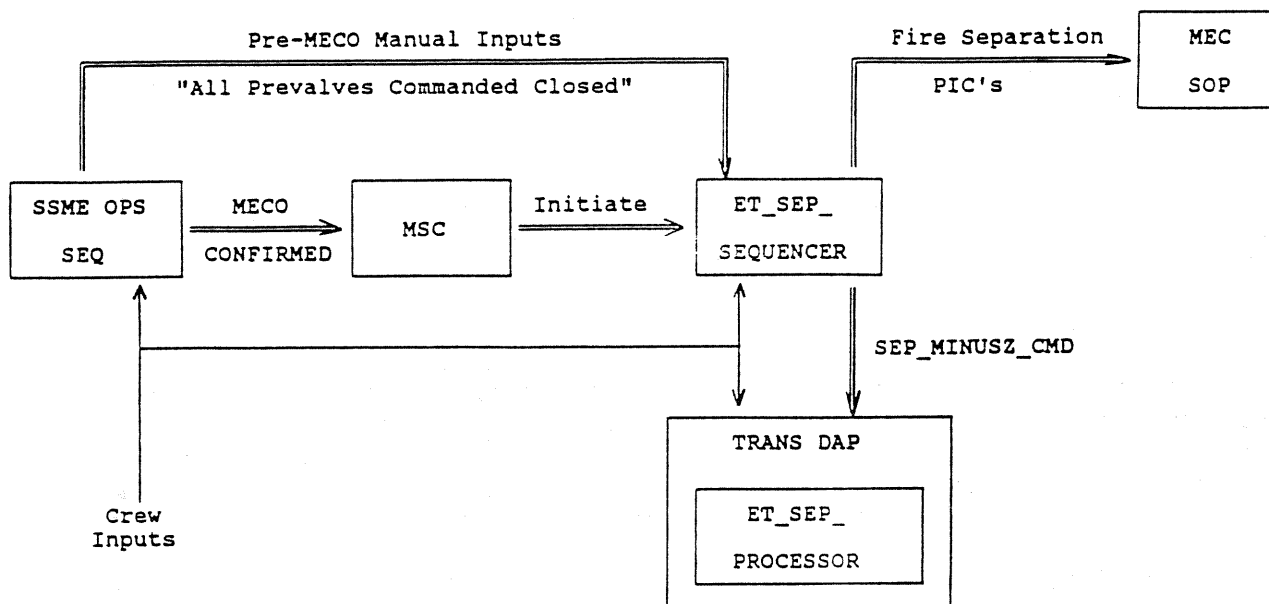 Pre-MECO Manual Inputs
"All Prevalves Commanded Closed"
Fire Separation
PIC's
MEC
SOP
SSME OPS
SEQ
MECO
CONFIRMED
MSC
Initiate
ET_SEP_
SEQUENCER
SEP_MINUSZ_CMD
TRANS DAP
ET_SEP_
PROCESSOR
Crew
Inputs